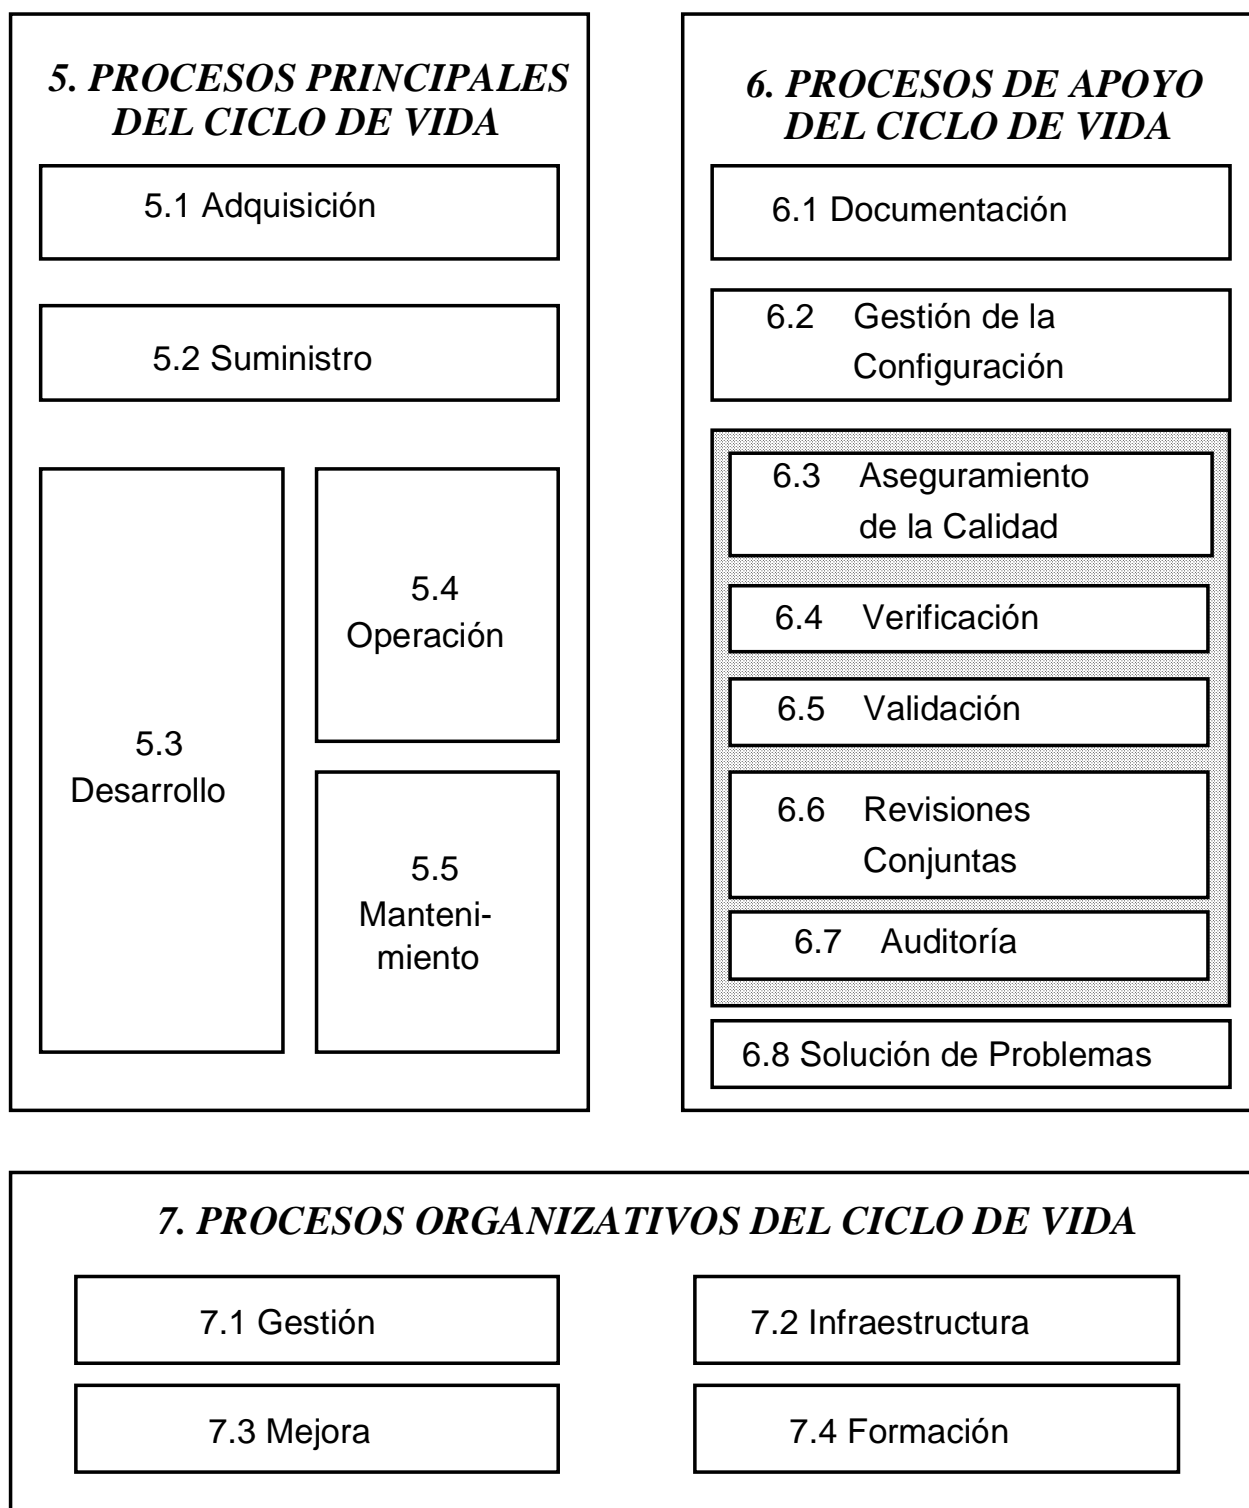 5. PROCESOS PRINCIPALES
DEL CICLO DE VIDA
5.1 Adquisición
5.2 Suministro
5.3
Desarrollo
5.4
Operación
5.5
Manteni-
miento
6. PROCESOS DE APOYO
DEL CICLO DE VIDA
6.1 Documentación
6.2 Gestión de la
Configuración
6.3 Aseguramiento
de la Calidad
6.4 Verificación
6.5 Validación
6.6 Revisiones
Conjuntas
6.7 Auditoría
6.8 Solución de Problemas
7. PROCESOS ORGANIZATIVOS DEL CICLO DE VIDA
7.1 Gestión
7.2 Infraestructura
7.3 Mejora
7.4 Formación